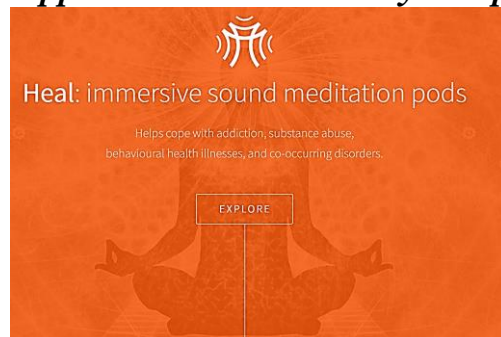 Heal: immersive sound meditation pods
Helps cope with addiction, substance abuse,
behavioural health illnesses, and co-occurring disorders.
EXPLORE